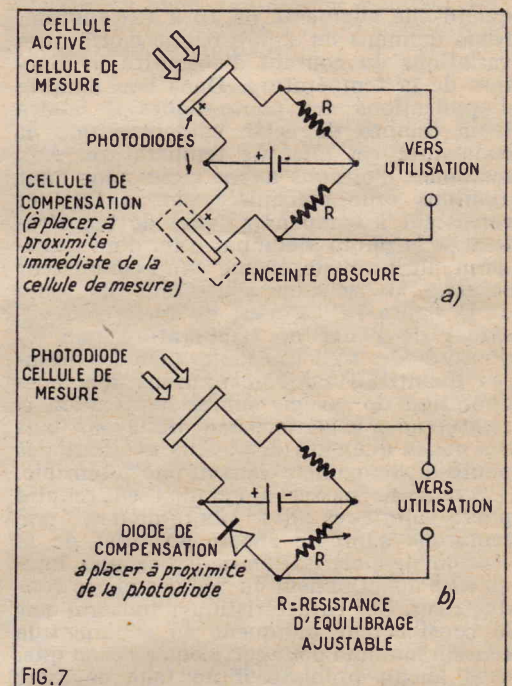 CELLULE
ACTIVE
CELLULE DE
MESURE
PHOTODIODES
x
R
+ -
VERS
UTILISATION
CELLULE DE
COMPENSATION
(à placer à
proximité
immédiate de la
cellule de mesure)
x
R
ENCEINTE OBSCURE
a)
PHOTODIODE
CELLULE DE
MESURE
+ -
VERS
UTILISATION
DIODE DE
COMPENSATION
à placer à proximité
de la photodiode
R
R=RESISTANCE
D'EQUILIBRAGE
AJUSTABLE
b)
FIG.7